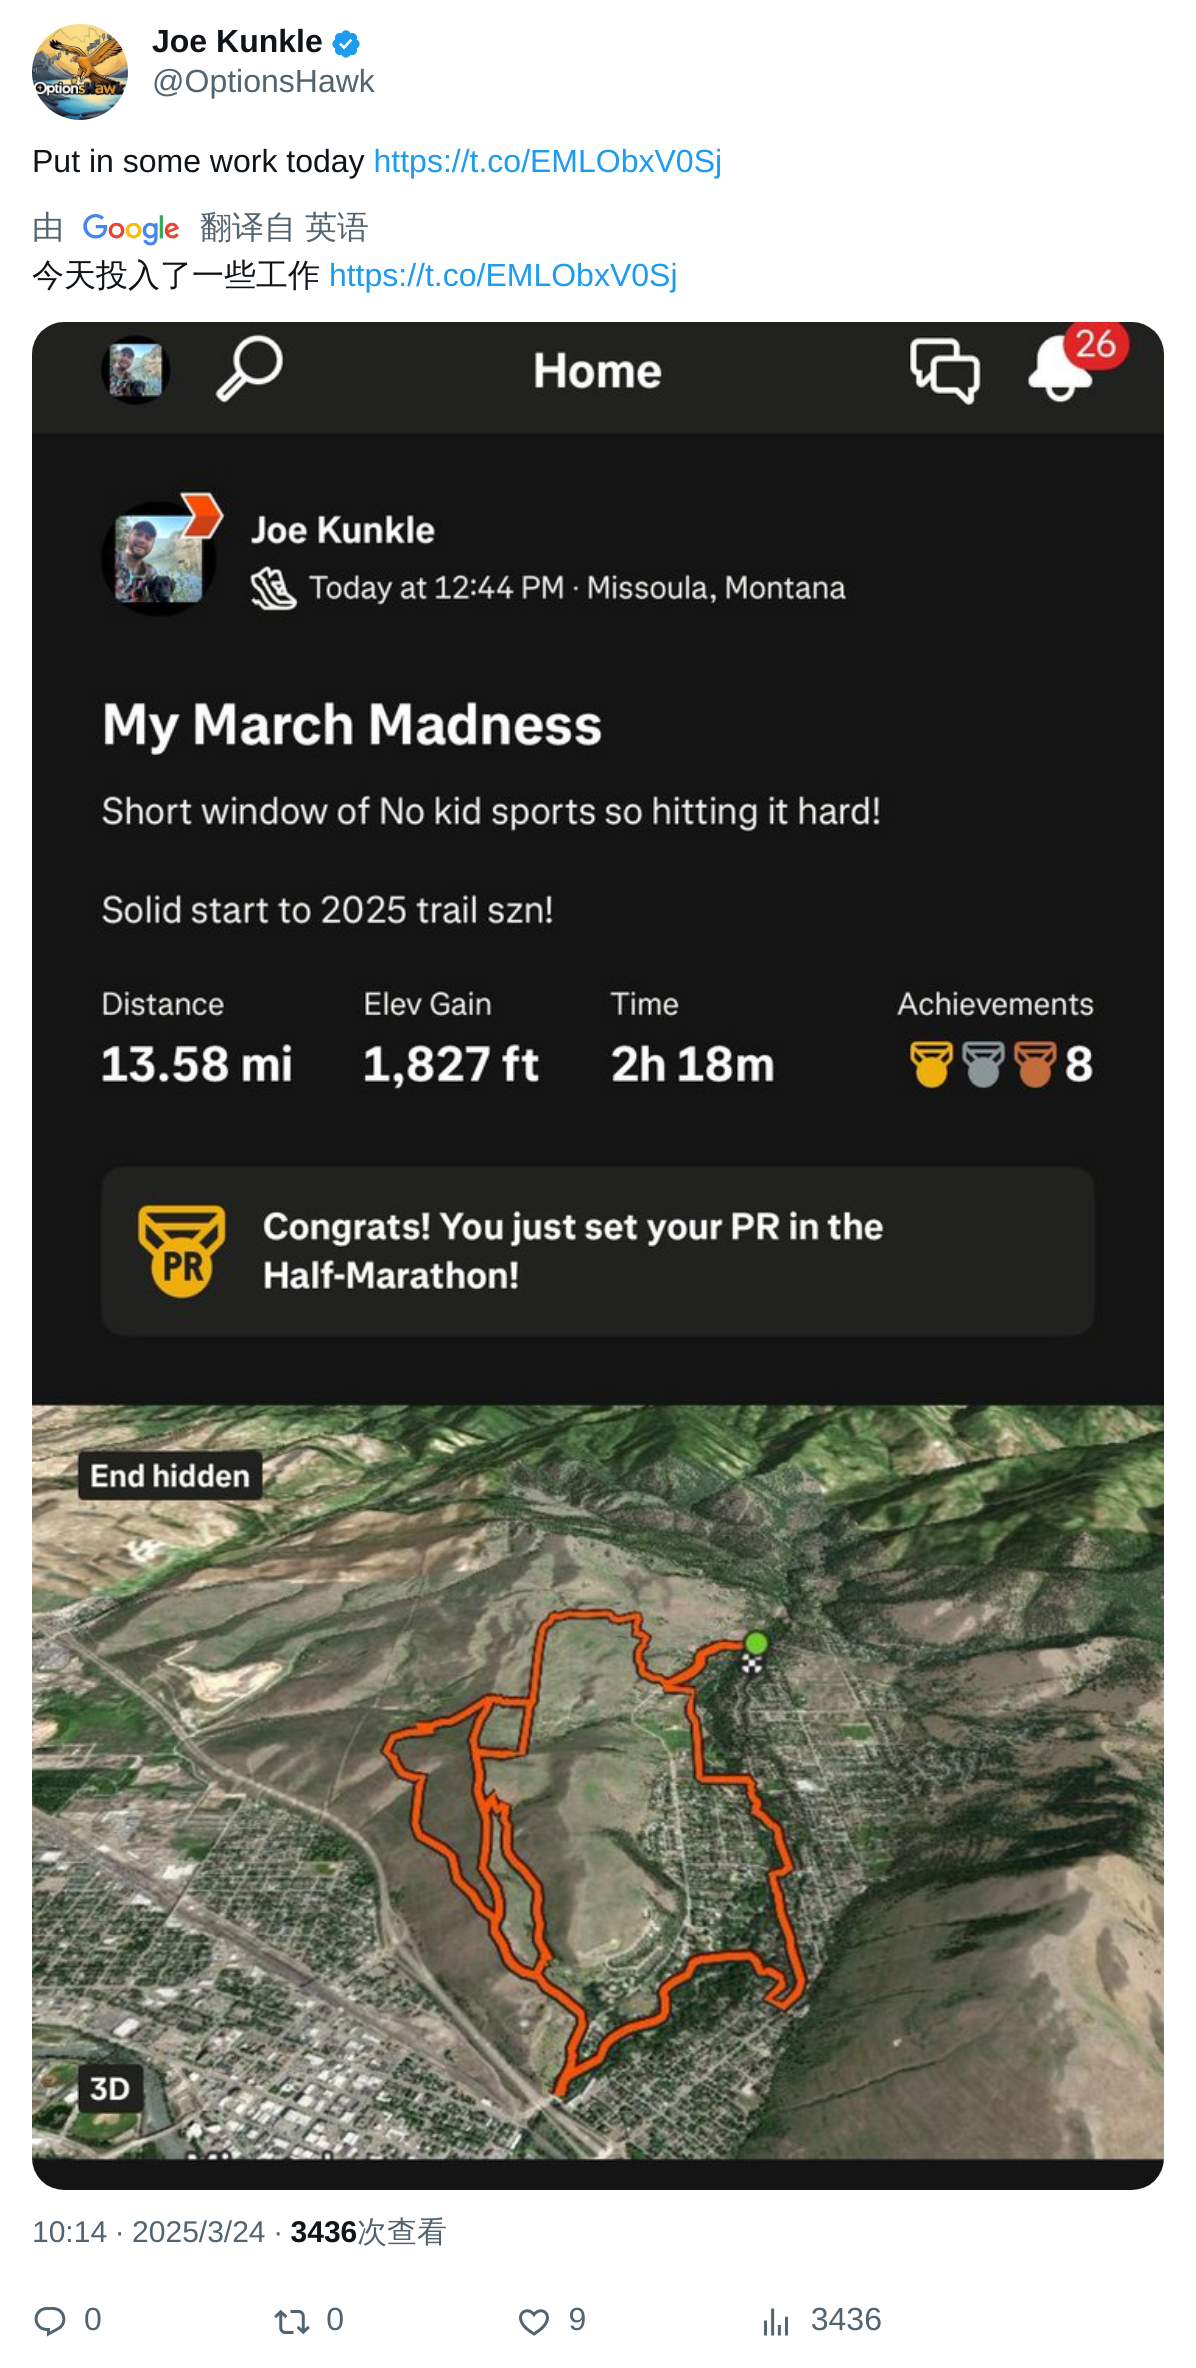 Joe Kunkle
@OptionsHawk
OptionsHawk
Put in some work today https://t.co/EMLObxV0Sj
由 Google 翻译自 英语
今天投入了一些工作 https://t.co/EMLObxV0Sj
Home
26
Joe Kunkle
Today at 12:44 PM · Missoula, Montana
My March Madness
Short window of No kid sports so hitting it hard!
Solid start to 2025 trail szn!
Distance Elev Gain Time Achievements
13.58 mi 1,827 ft 2h 18m 8
PR
Congrats! You just set your PR in the
Half-Marathon!
End hidden
3D
10:14 · 2025/3/24 · 3436次查看
0 0 9 3436